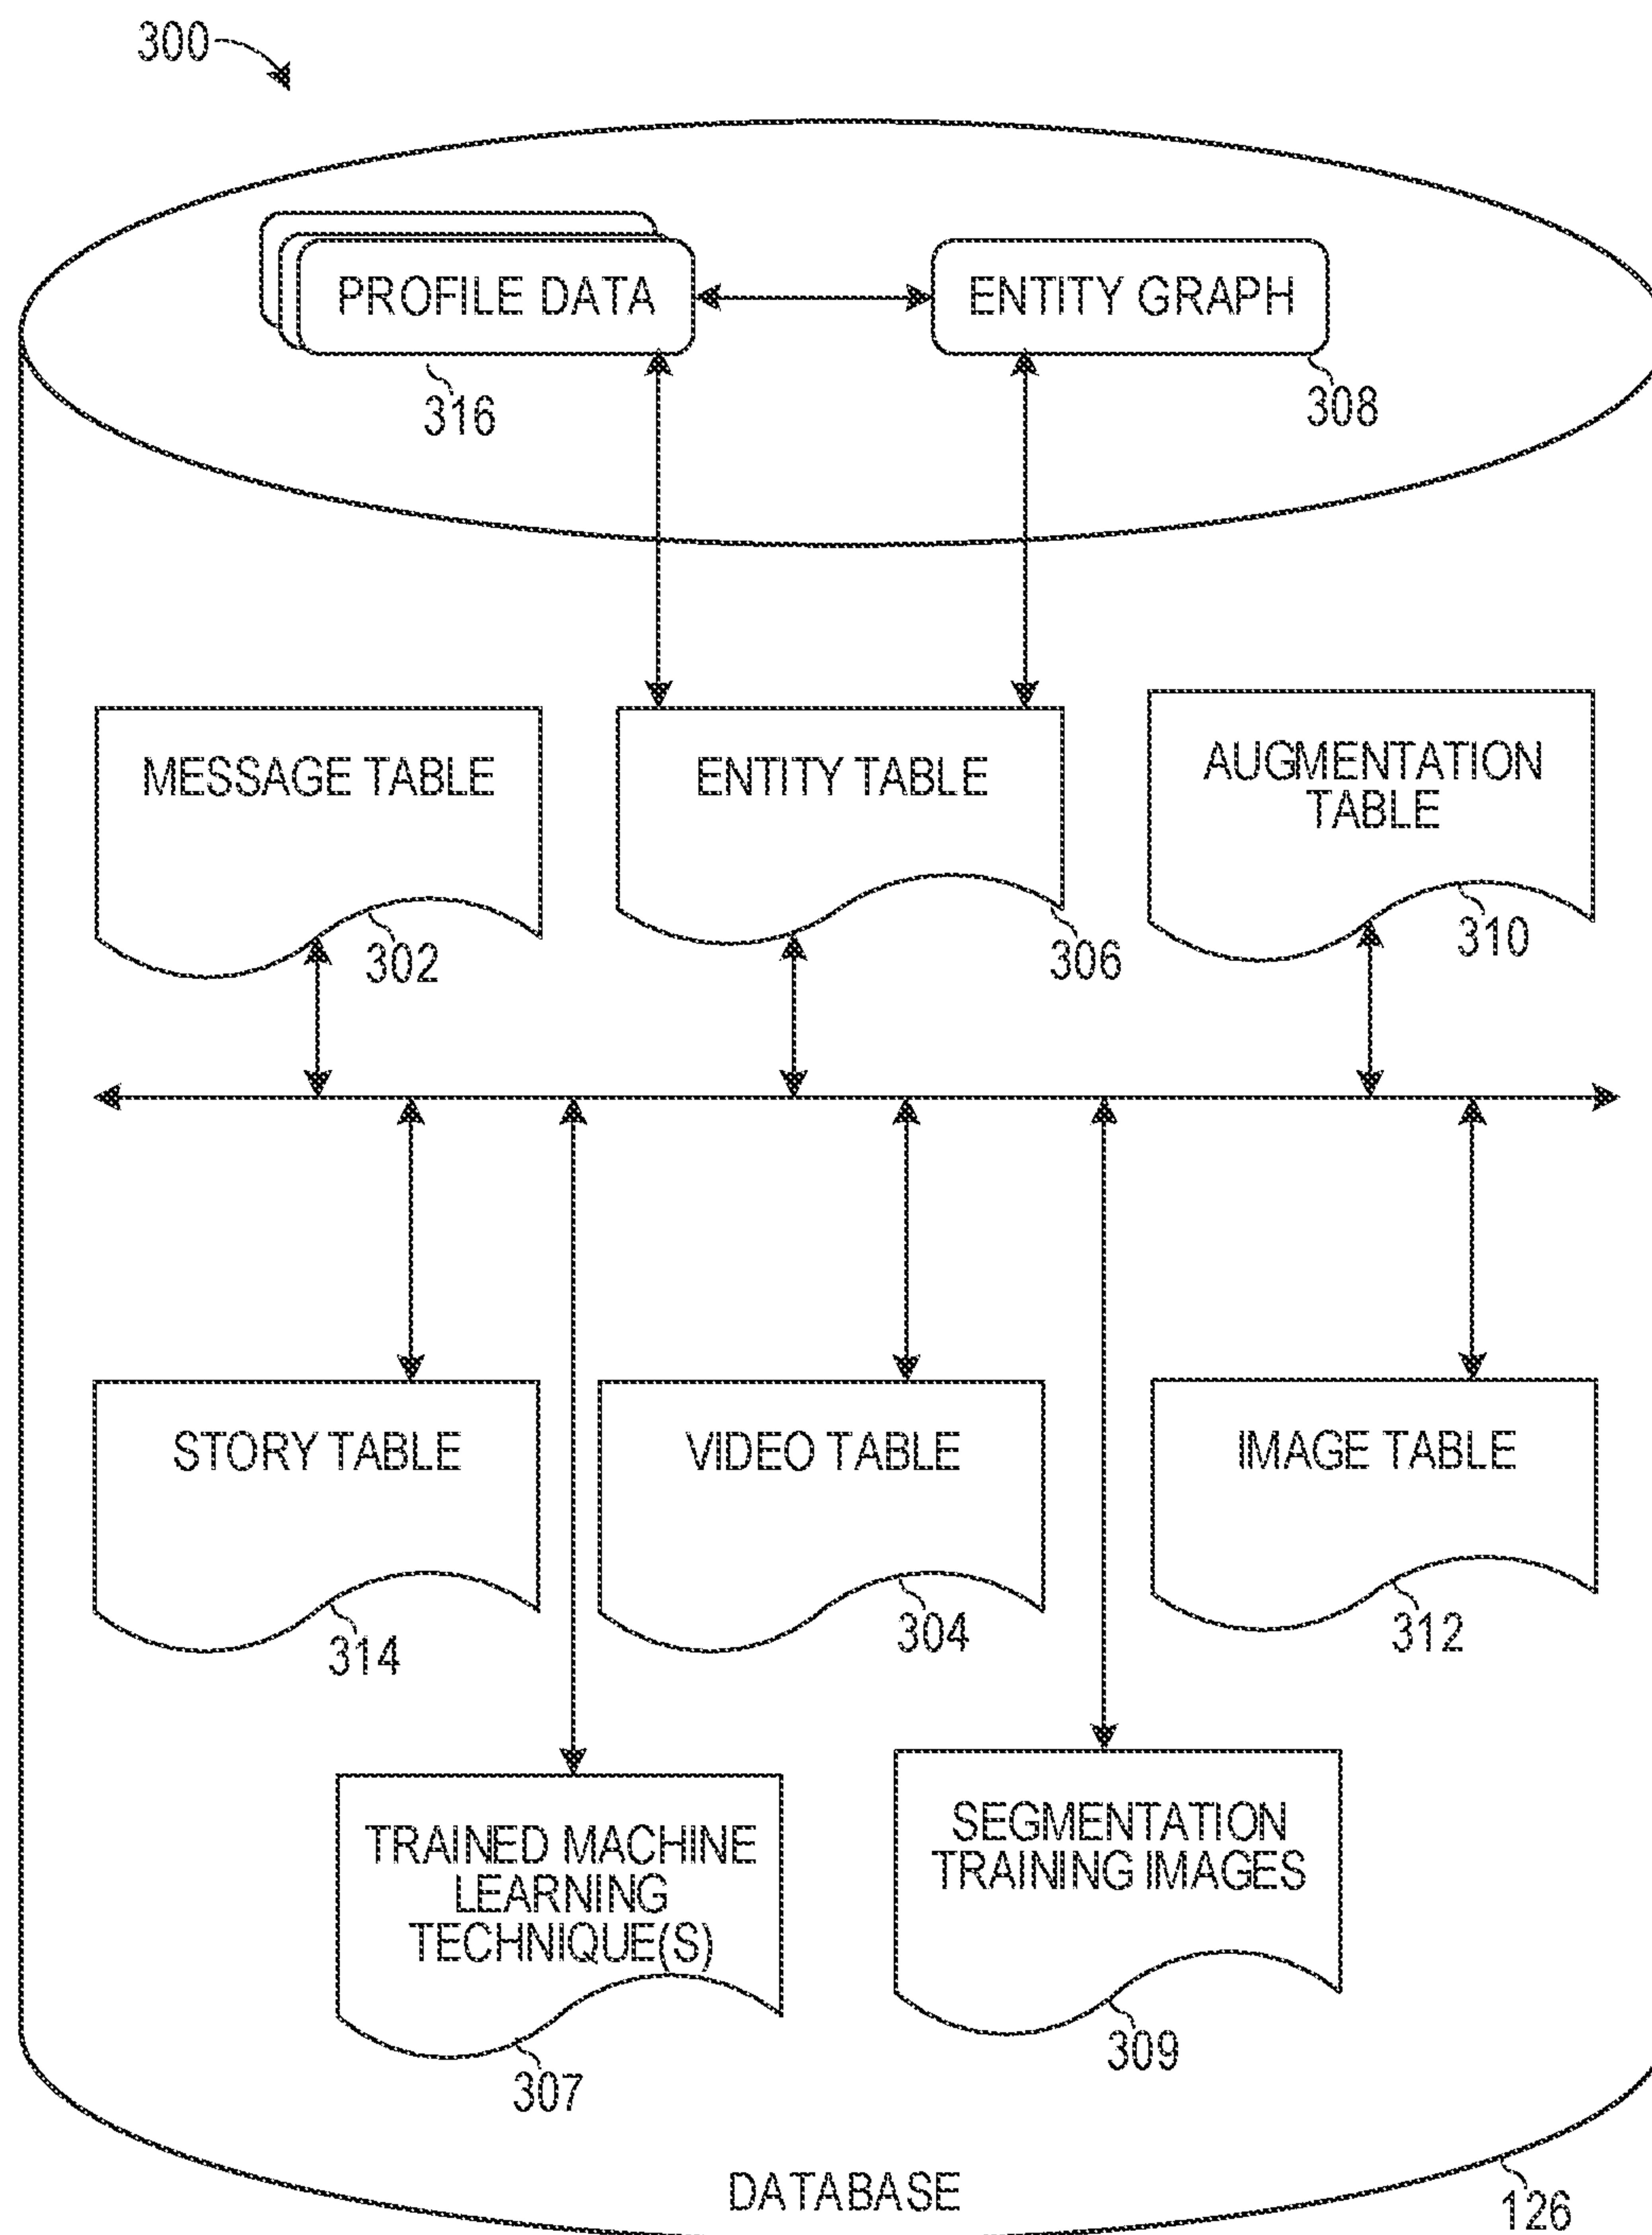 300
PROFILE DATA
ENTITY GRAPH
316
308
MESSAGE TABLE
ENTITY TABLE
AUGMENTATION
TABLE
302
306
310
STORY TABLE
VIDEO TABLE
IMAGE TABLE
314
304
312
TRAINED MACHINE
LEARNING
TECHNIQUE(S)
SEGMENTATION
TRAINING IMAGES
307
309
DATABASE
126